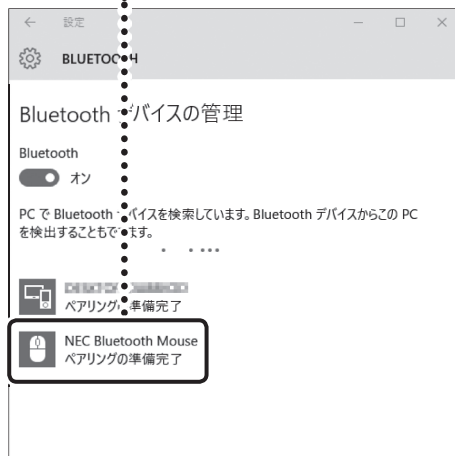 設定
BLUETOOTH
Bluetooth デバイスの管理
Bluetooth
オン
PC で Bluetooth デバイスを検索しています。Bluetooth デバイスからこの PC
を検出することもできます。
ペアリングの準備完了
NEC Bluetooth Mouse
ペアリングの準備完了